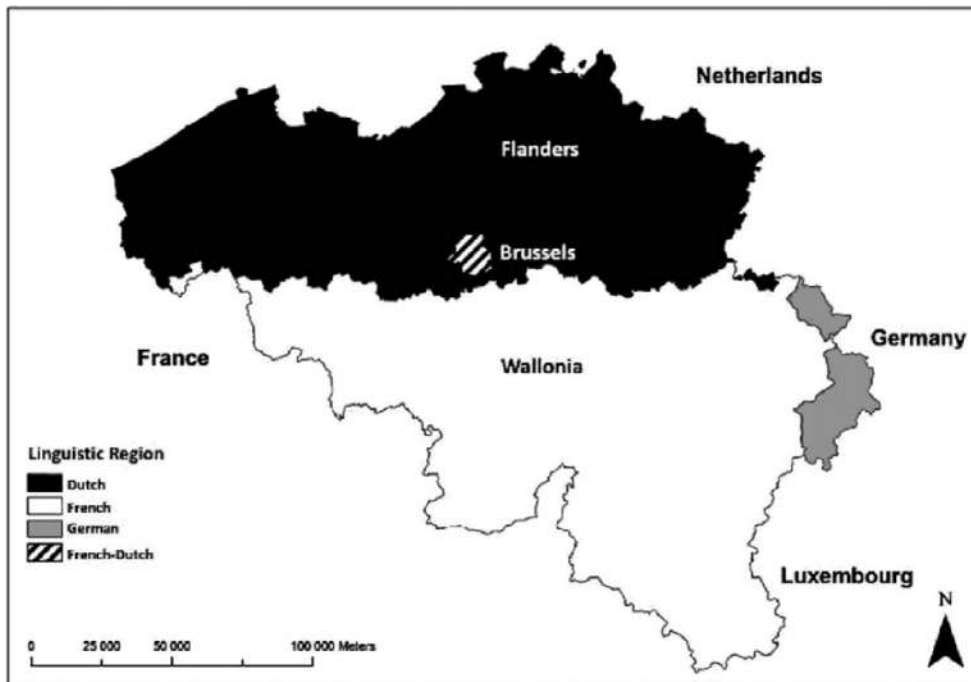 Netherlands
Flanders
Brussels
Germany
France
Wallonia
Linguistic Region
Dutch
French
German
French-Dutch
Luxembourg
N
0 25 000 50 000 100 000 Meters